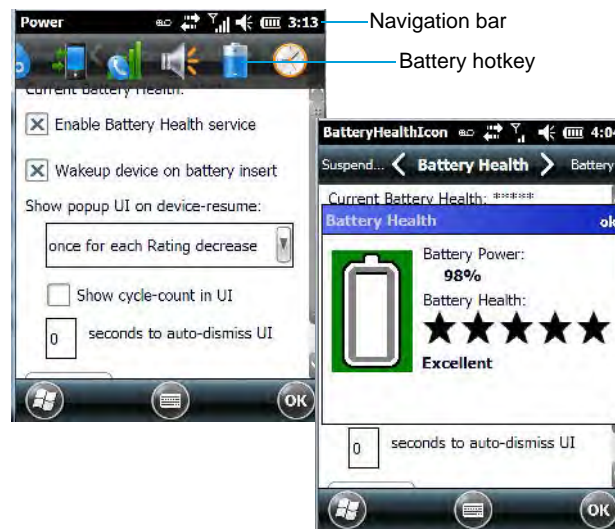 Power 3:13
Navigation bar
Battery hotkey
Current Battery Health:
Enable Battery Health service
Wakeup device on battery insert
Show popup UI on device-resume:
once for each Rating decrease
Show cycle-count in UI
0 seconds to auto-dismiss UI
OK
BatteryHealthIcon 4:04
Suspend... Battery Health Battery
Current Battery Health: *****
Battery Health ok
Battery Power:
98%
Battery Health:
Excellent
0 seconds to auto-dismiss UI
OK